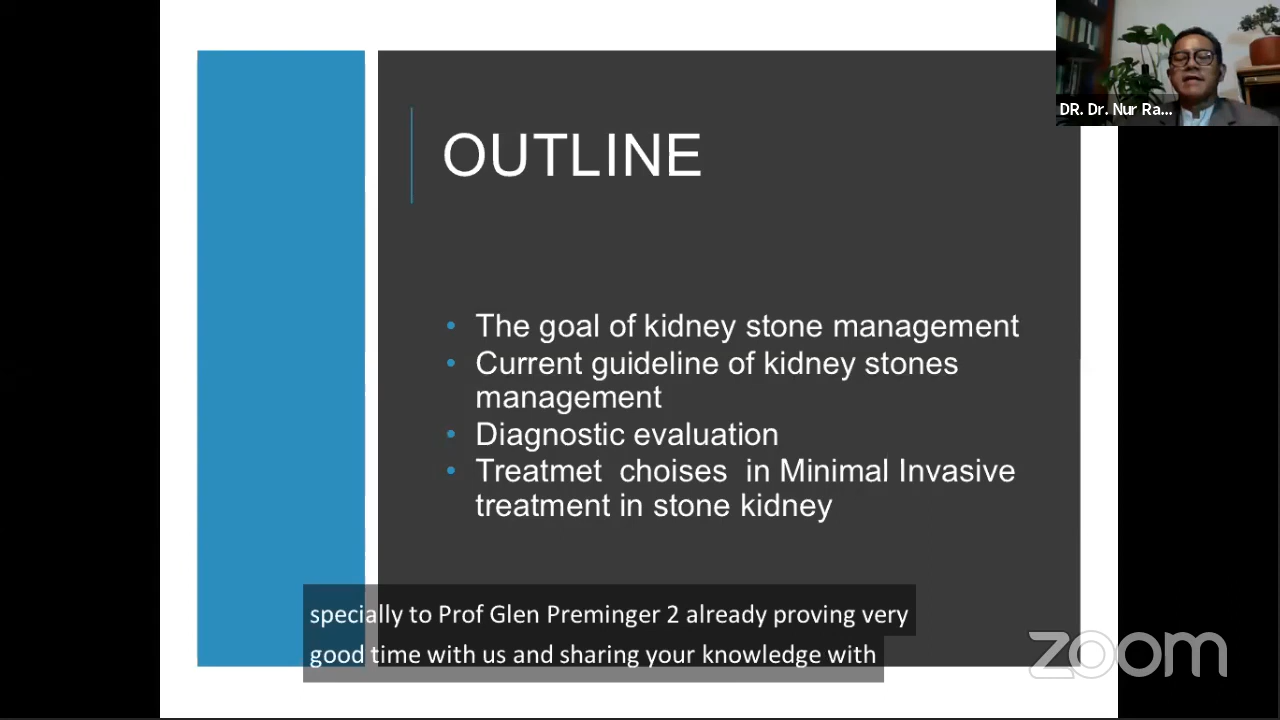 DR. Dr. Nur Ra...
OUTLINE
• The goal of kidney stone management
• Current guideline of kidney stones
management
• Diagnostic evaluation
• Treatmet choises in Minimal Invasive
treatment in stone kidney
specially to Prof Glen Preminger 2 already proving very
good time with us and sharing your knowledge with
zoom